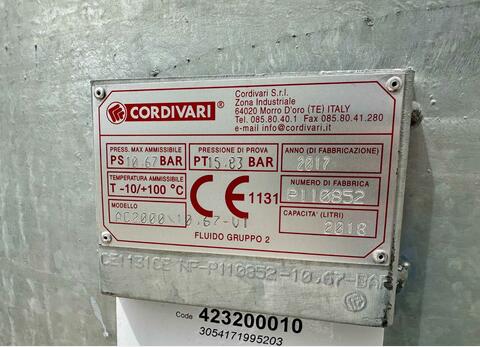 CORDIVARI®
Cordivari S.r.l.
Zona Industriale
64020 Morro D'oro (TE) ITALY
Tel. 085.80.40.1 Fax 085.80.41.280
e-mail info@cordivari.it
PRESS. MAX AMMISSIBILE
PS 10.67 BAR
PRESSIONE DI PROVA
PT 15.83 BAR
ANNO (DI FABBRICAZIONE)
2017
TEMPERATURA AMMISSIBILE
T -10/+100 °C
CE 1131
NUMERO DI FABBRICA
P110852
MODELLO
AC2000\10.67-VT
CAPACITA' (LITRI)
2018
FLUIDO GRUPPO 2
CE1131CE NP-P110852-10.67-BAR
Code 423200010
3054171995203